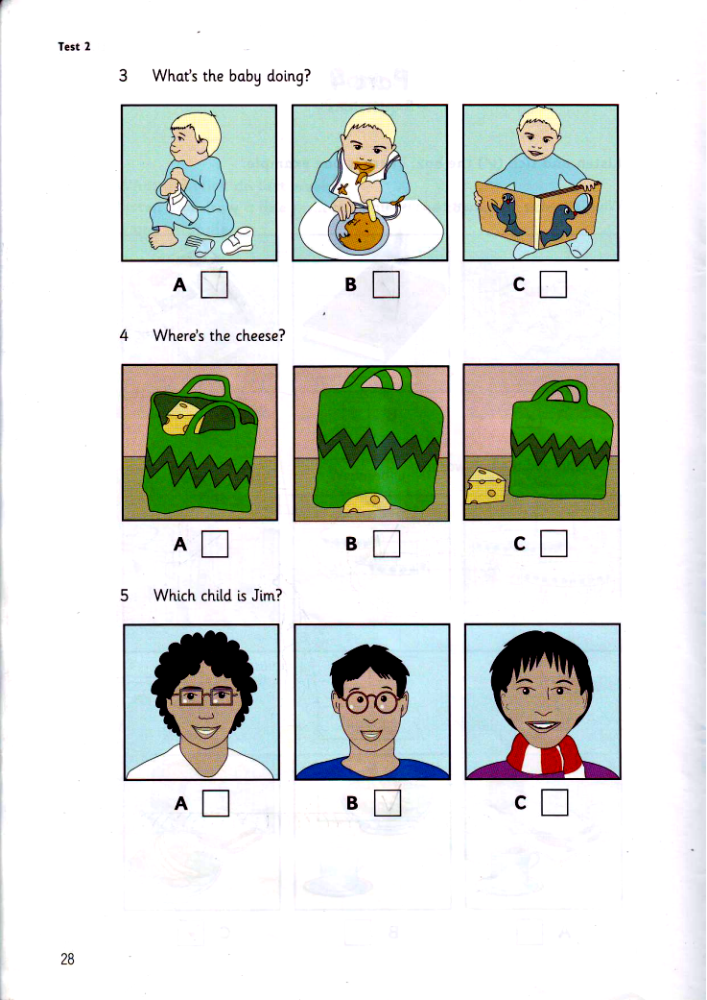 Test 2
3 What's the baby doing?
A B C
4 Where's the cheese?
A B C
5 Which child is Jim?
A B C
28